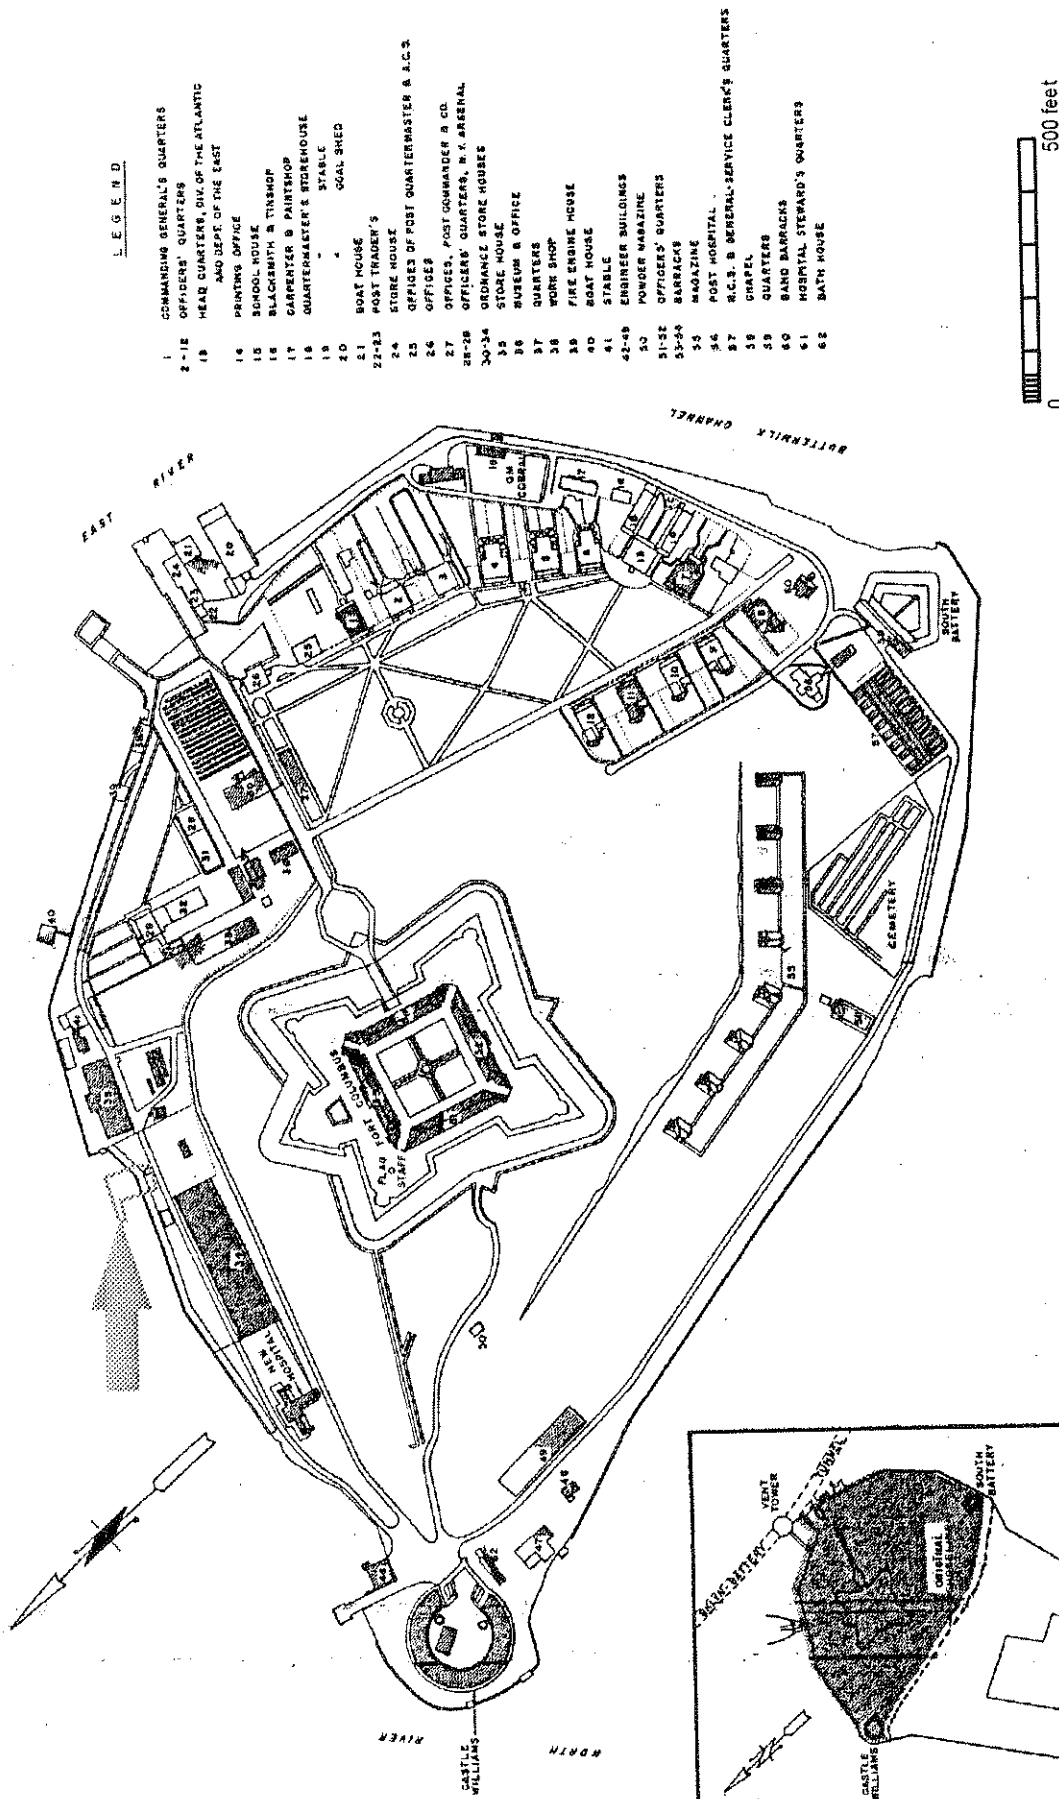 LEGEND
1 COMMANDING GENERAL'S QUARTERS
2-12 OFFICERS' QUARTERS
13 HEAD QUARTERS, DIV. OF THE ATLANTIC
AND DEPT. OF THE EAST
14 PRINTING OFFICE
15 SCHOOL HOUSE
16 BLACKSMITH & TINSHOP
17 CARPENTER & PAINTSHOP
18 QUARTERMASTER'S STOREHOUSE
19 " STABLE
20 " COAL SHED
21 BOAT HOUSE
22-23 POST TRADER'S
24 STORE HOUSE
25 OFFICES OF POST QUARTERMASTER & A.C.S.
26 OFFICES
27 OFFICES, POST COMMANDER & CO.
28-29 OFFICERS' QUARTERS, N.Y. ARSENAL
30-34 ORDNANCE STORE HOUSES
35 STORE HOUSE
36 MUSEUM & OFFICE
37 QUARTERS
38 WORK SHOP
39 FIRE ENGINE HOUSE
40 BOAT HOUSE
41 STABLE
42-49 ENGINEER BUILDINGS
50 POWDER MAGAZINE
51-52 OFFICERS' QUARTERS
53-54 BARRACKS
55 MAGAZINE
56 POST HOSPITAL
57 N.C.S. & GENERAL-SERVICE CLERK'S QUARTERS
58 CHAPEL
59 QUARTERS
60 BAND BARRACKS
61 HOSPITAL STEWARD'S QUARTERS
62 BATH HOUSE
0 500 feet
EAST RIVER
BUTTERMILK CHANNEL
Q.M. CORRAL
SOUTH
BATTERY
CEMETERY
FORT COLUMBUS
FLAG
STAFF
NEW
HOSPITAL
CASTLE
WILLIAMS
NORTH RIVER
VENT
TOWER
TUNNEL
ORIGINAL
SOUTH
BATTERY
CASTLE
WILLIAMS